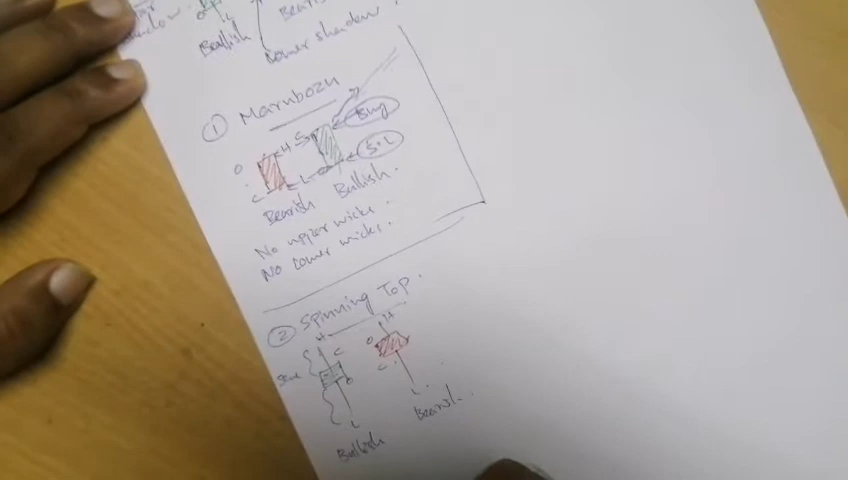 Bullish
Lower shadow.
① Marubozu
Buy
S.L
O H
C L
Bearish Bullish.
No upper wicks.
No lower wicks.
② Spinning Top.
H H
C O
O C
L L
Bullish Bearish.